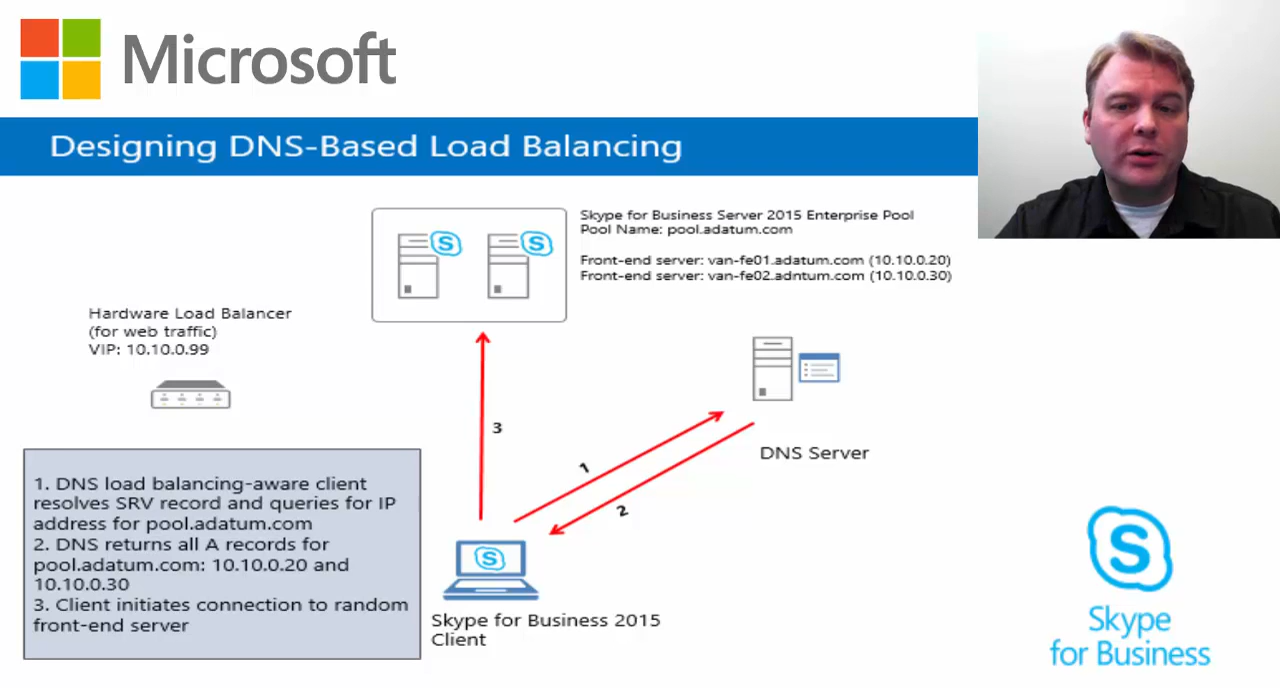 Microsoft
Designing DNS-Based Load Balancing
Skype for Business Server 2015 Enterprise Pool
Pool Name: pool.adatum.com
Front-end server: van-fe01.adatum.com (10.10.0.20)
Front-end server: van-fe02.adntum.com (10.10.0.30)
Hardware Load Balancer
(for web traffic)
VIP: 10.10.0.99
3
1
2
DNS Server
1. DNS load balancing-aware client
resolves SRV record and queries for IP
address for pool.adatum.com
2. DNS returns all A records for
pool.adatum.com: 10.10.0.20 and
10.10.0.30
3. Client initiates connection to random
front-end server
Skype for Business 2015
Client
Skype
for Business